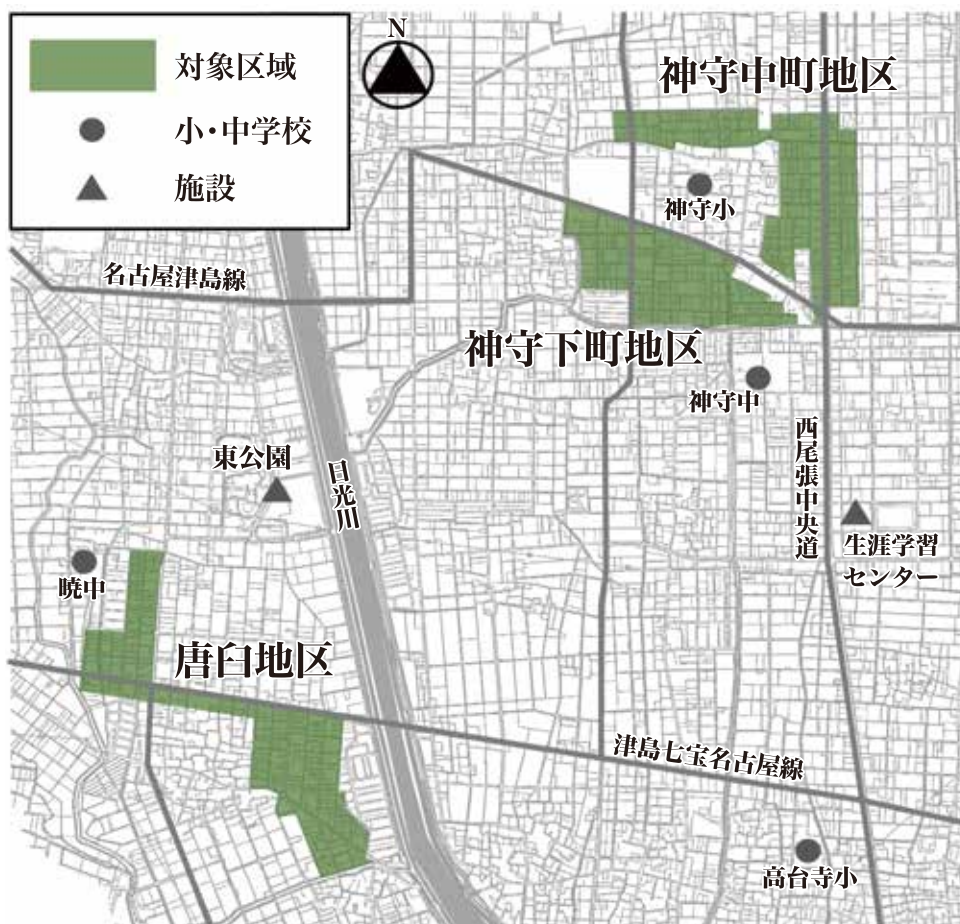 N
対象区域
小・中学校
施設
神守中町地区
神守小
名古屋津島線
神守下町地区
神守中
西尾張中央道
東公園
日光川
生涯学習
センター
暁中
唐臼地区
津島七宝名古屋線
高台寺小